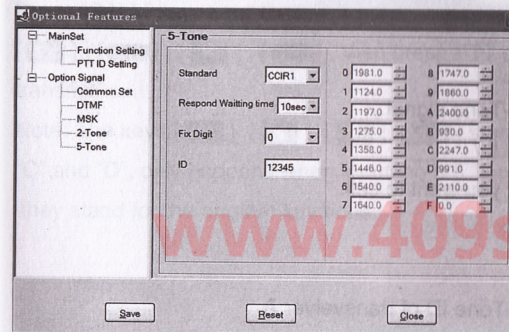 Optional Features
MainSet
Function Setting
PTT ID Setting
Option Signal
Common Set
DTMF
MSK
2-Tone
5-Tone
5-Tone
Standard CCIR1
Respond Waitting time 10sec
Fix Digit 0
ID 12345
0 1981.0 8 1747.0
1 1124.0 9 1860.0
2 1197.0 A 2400.0
3 1275.0 B 930.0
4 1358.0 C 2247.0
5 1446.0 D 991.0
6 1540.0 E 2110.0
7 1640.0 F 0.0
www.409s
Save Reset Close